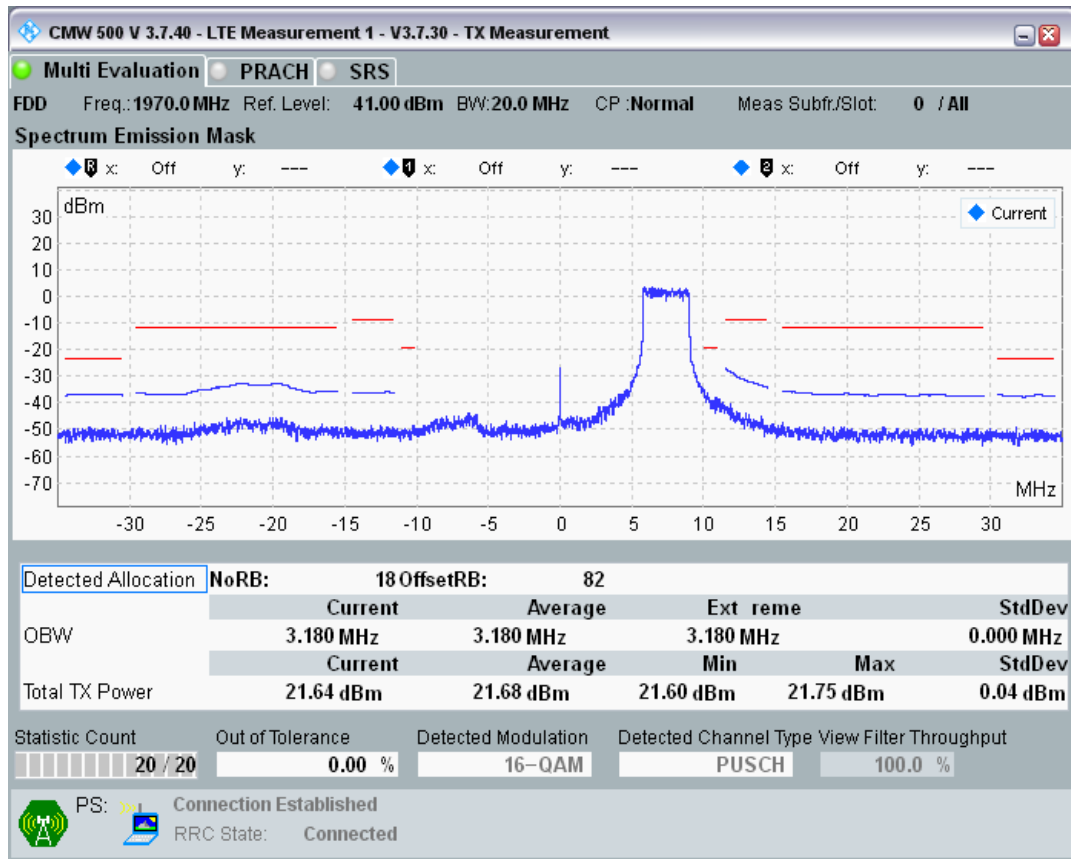 CMW 500 V 3.7.40 - LTE Measurement 1 - V3.7.30 - TX Measurement
Multi Evaluation PRACH SRS
FDD Freq.: 1970.0 MHz Ref. Level: 41.00 dBm BW: 20.0 MHz CP : Normal Meas Subfr./Slot: 0 / All
Spectrum Emission Mask
R x: Off y: --- 1 x: Off y: --- 2 x: Off y: ---
dBm
Current
30
20
10
0
-10
-20
-30
-40
-50
-60
-70
MHz
-30 -25 -20 -15 -10 -5 0 5 10 15 20 25 30
Detected Allocation NoRB: 18 OffsetRB: 82
Current Average Ext reme StdDev
OBW 3.180 MHz 3.180 MHz 3.180 MHz 0.000 MHz
Current Average Min Max StdDev
Total TX Power 21.64 dBm 21.68 dBm 21.60 dBm 21.75 dBm 0.04 dBm
Statistic Count Out of Tolerance Detected Modulation Detected Channel Type View Filter Throughput
20 / 20 0.00 % 16-QAM PUSCH 100.0 %
PS: Connection Established
RRC State: Connected